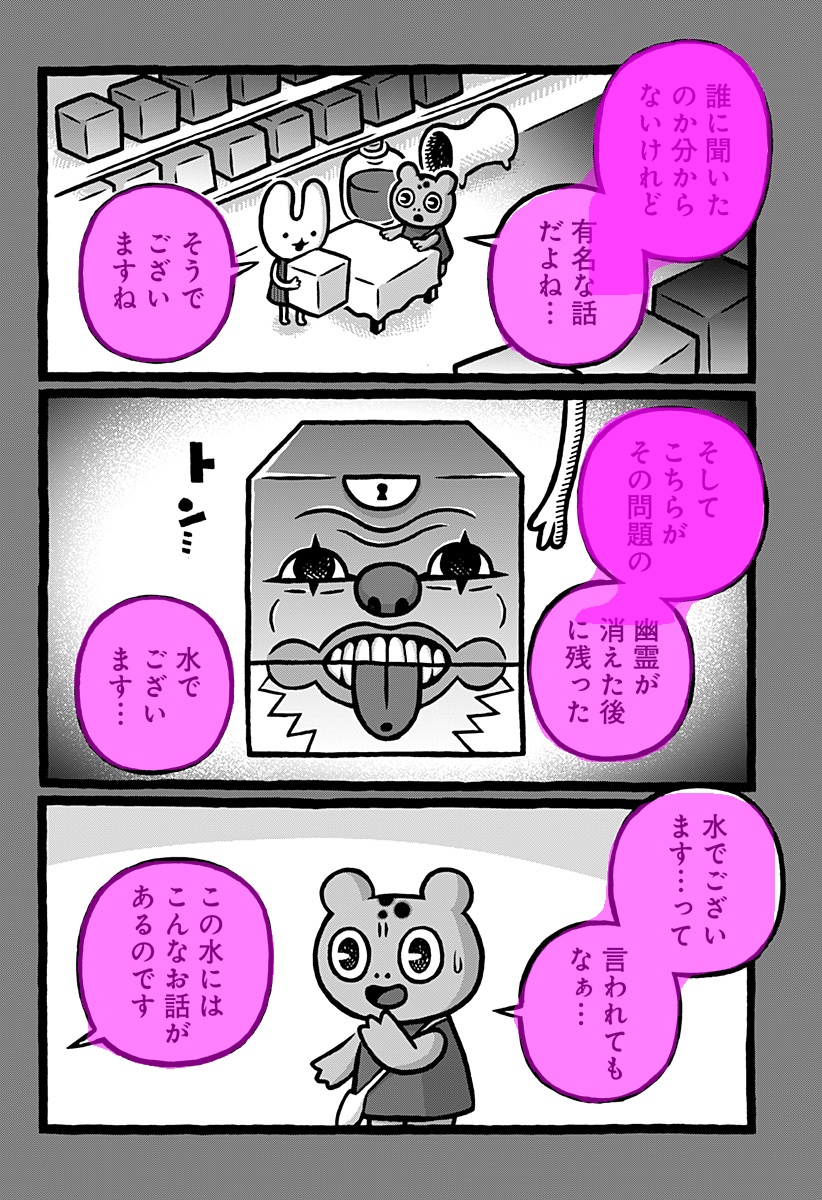 誰に聞いた
のか分から
ないけれど
有名な話
だよね…
そうで
ござい
ますね
そして
こちらが
その問題の
幽霊が
消えた後
に残った
トン…
水で
ござい
ます…
水でござい
ます…って
言われても
なぁ…
この水には
こんなお話が
あるのです